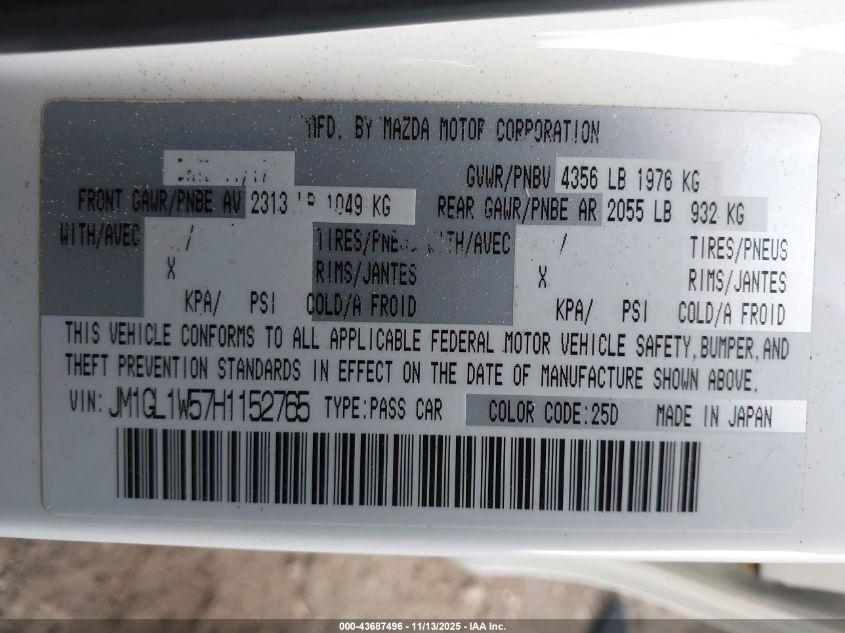 MFD. BY MAZDA MOTOR CORPORATION
GVWR/PNBV 4356 LB 1976 KG
FRONT GAWR/PNBE AV 2313 LB 1049 KG REAR GAWR/PNBE AR 2055 LB 932 KG
WITH/AVEC / TIRES/PNEUS WITH/AVEC / TIRES/PNEUS
X RIMS/JANTES X RIMS/JANTES
KPA/ PSI COLD/A FROID KPA/ PSI COLD/A FROID
THIS VEHICLE CONFORMS TO ALL APPLICABLE FEDERAL MOTOR VEHICLE SAFETY, BUMPER, AND
THEFT PREVENTION STANDARDS IN EFFECT ON THE DATE OF MANUFACTURE SHOWN ABOVE.
VIN: JM1GL1W57H1152765 TYPE:PASS CAR COLOR CODE:25D MADE IN JAPAN
000-43687496 - 11/13/2025 - IAA Inc.